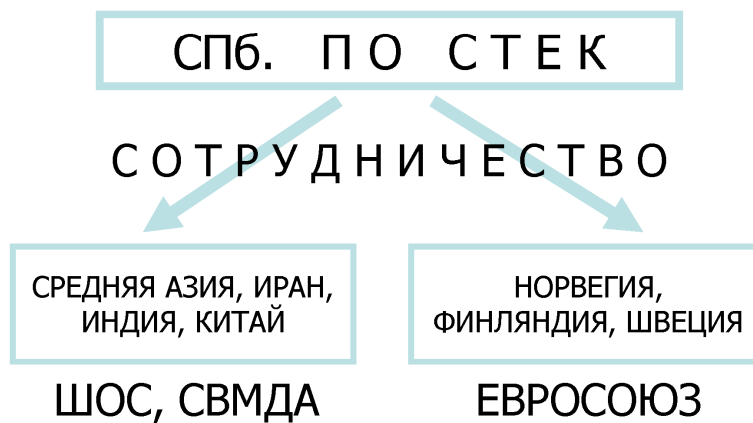 СПб. П О С Т Е К
С О Т Р У Д Н И Ч Е С Т В О
СРЕДНЯЯ АЗИЯ, ИРАН,
ИНДИЯ, КИТАЙ
НОРВЕГИЯ,
ФИНЛЯНДИЯ, ШВЕЦИЯ
ШОС, СВМДА
ЕВРОСОЮЗ